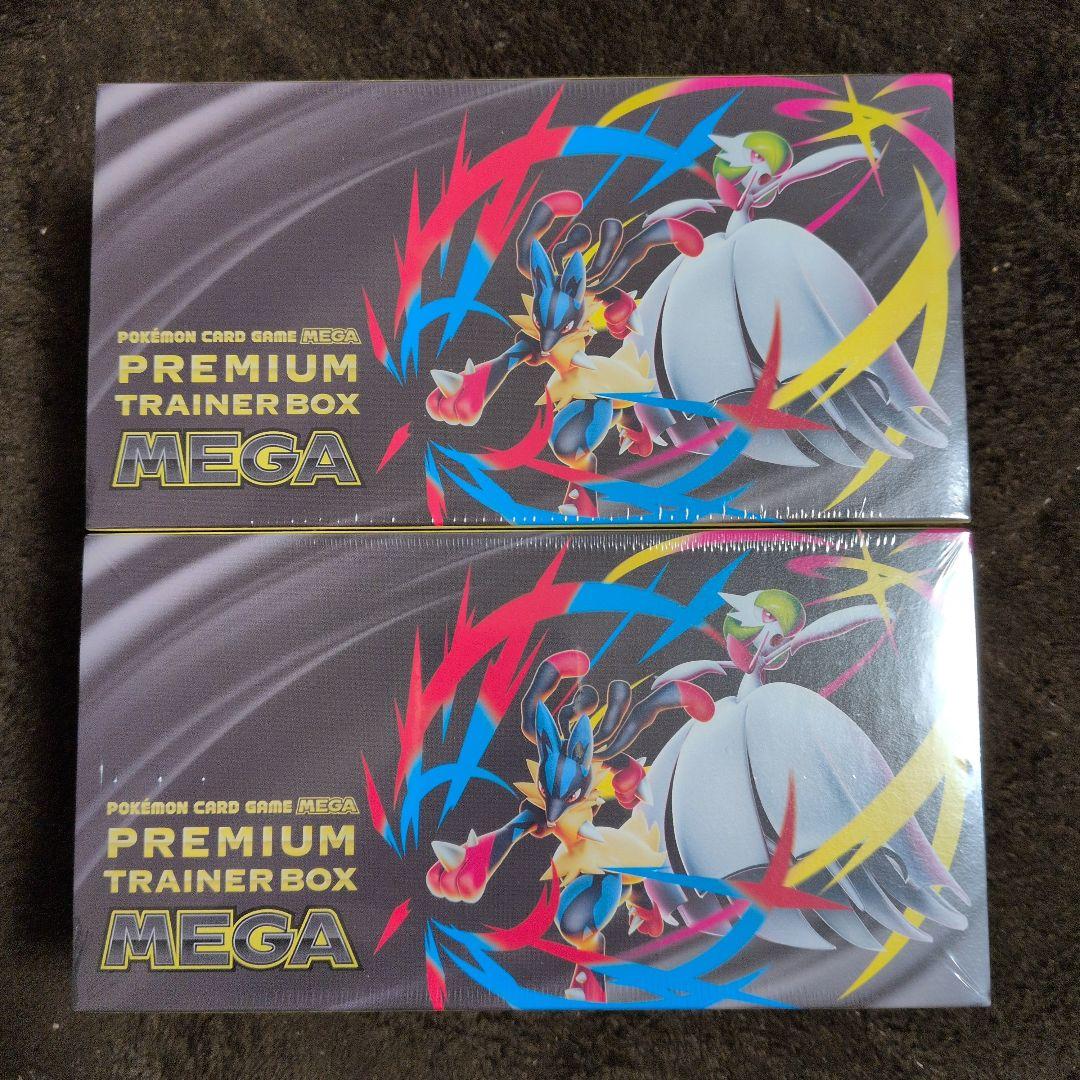 POKÉMON CARD GAME MEGA
PREMIUM
TRAINER BOX
MEGA
POKÉMON CARD GAME MEGA
PREMIUM
TRAINER BOX
MEGA